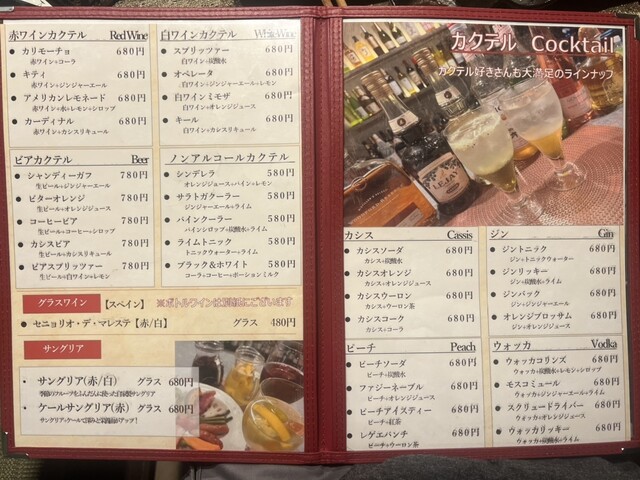 赤ワインカクテル Red Wine
カリモーチョ 680円
赤ワイン+コーラ
キティ 680円
赤ワイン+ジンジャーエール
アメリカンレモネード 680円
赤ワイン+水+レモン+シロップ
カーディナル 680円
赤ワイン+カシスリキュール
白ワインカクテル White Wine
スプリッツァー 680円
白ワイン+炭酸水
オペレータ 680円
白ワイン+ジンジャーエール+レモン
白ワインミモザ 680円
白ワイン+オレンジジュース
キール 680円
白ワイン+カシスリキュール
ビアカクテル Beer
シャンディーガフ 780円
生ビール+ジンジャーエール
ビターオレンジ 780円
生ビール+オレンジジュース
コーヒービア 780円
生ビール+コーヒー+シロップ
カシスビア 780円
生ビール+カシスリキュール
ビアスプリッツァー 780円
生ビール+白ワイン+レモン
ノンアルコールカクテル
シンデレラ 580円
オレンジジュース+パイン+レモン
サラトガクーラー 580円
ジンジャーエール+ライム
パインクーラー 580円
パインシロップ+炭酸水+ライム
ライムトニック 580円
トニックウォーター+ライム
ブラック&ホワイト 580円
コーラ+コーヒー+ポーションミルク
グラスワイン 【スペイン】 ※ボトルワインは別紙にございます
セニョリオ・デ・マレステ【赤/白】 グラス 480円
サングリア
サングリア(赤/白) グラス 680円
季節のフルーツをふんだんに使った自家製サングリア
ケールサングリア(赤) グラス 680円
カクテル Cocktail
カクテル好きさんも大満足のラインナップ
LEJAY
カシス Cassis
カシスソーダ 680円
カシス+炭酸水
カシスオレンジ 680円
カシス+オレンジジュース
カシスウーロン 680円
カシス+ウーロン茶
カシスコーク 680円
カシス+コーラ
ジン Gin
ジントニック 680円
ジン+トニックウォーター+ライム
ジンリッキー 680円
ジン+炭酸水+ライム
ジンバック 680円
ジン+ジンジャーエール
オレンジブロッサム 680円
ジン+オレンジジュース
ピーチ Peach
ピーチソーダ 680円
ピーチ+炭酸水
ファジーネーブル 680円
ピーチ+オレンジジュース
ピーチアイスティー 680円
ピーチ+紅茶
レゲエパンチ 680円
ピーチ+ウーロン茶
ウォッカ Vodka
ウォッカコリンズ 680円
ウォッカ+炭酸水+レモン+シロップ
モスコミュール 680円
ウォッカ+ジンジャーエール+ライム
スクリュードライバー 680円
ウォッカ+オレンジジュース
ウォッカリッキー 680円
ウォッカ+炭酸水+ライム